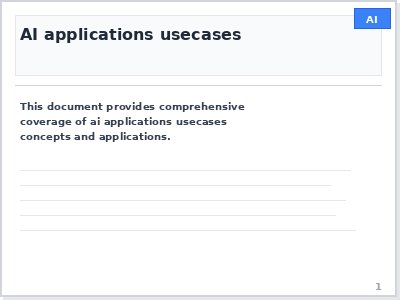 AI
AI applications usecases
This document provides comprehensive
coverage of ai applications usecases
concepts and applications.
1